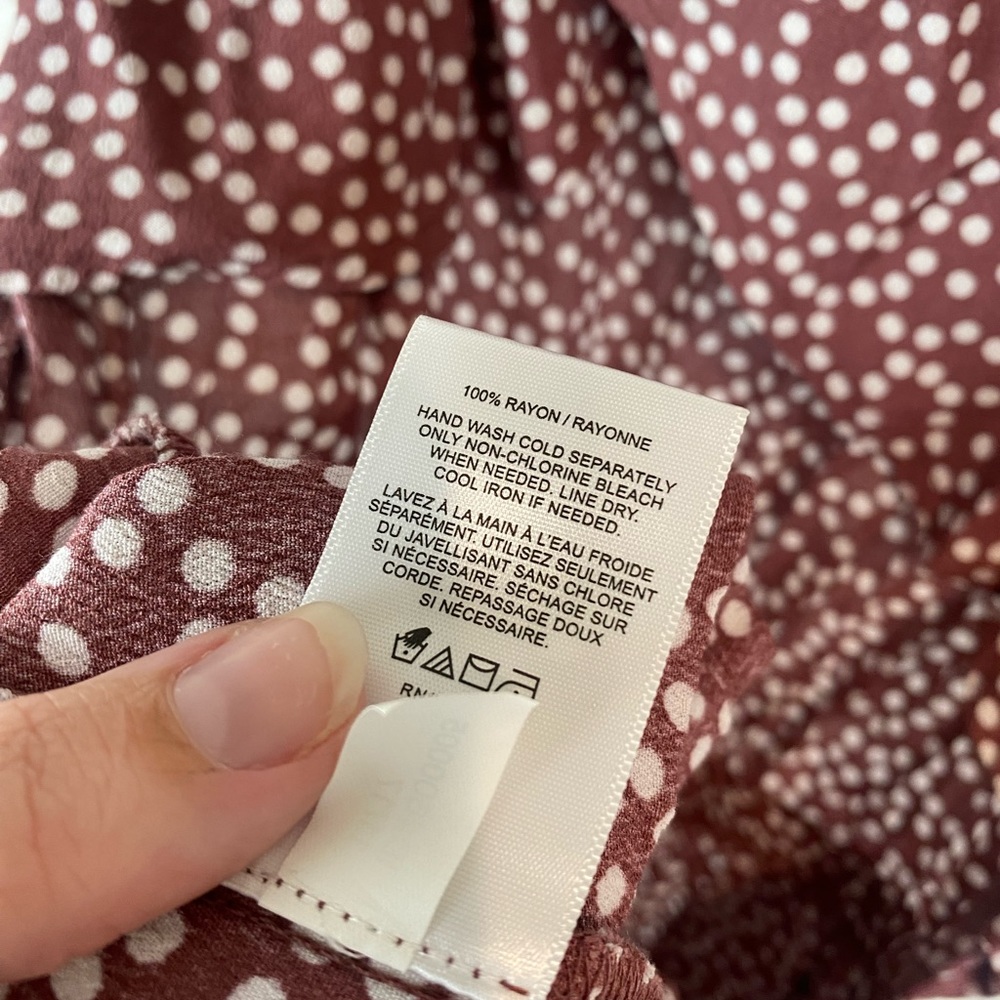 100% RAYON / RAYONNE
HAND WASH COLD SEPARATELY
ONLY NON-CHLORINE BLEACH
WHEN NEEDED. LINE DRY.
COOL IRON IF NEEDED.
LAVEZ À LA MAIN À L'EAU FROIDE
SÉPARÉMENT. UTILISEZ SEULEMENT
DU JAVELLISANT SANS CHLORE
SI NÉCESSAIRE. SÉCHAGE SUR
CORDE. REPASSAGE DOUX
SI NÉCESSAIRE.
RN